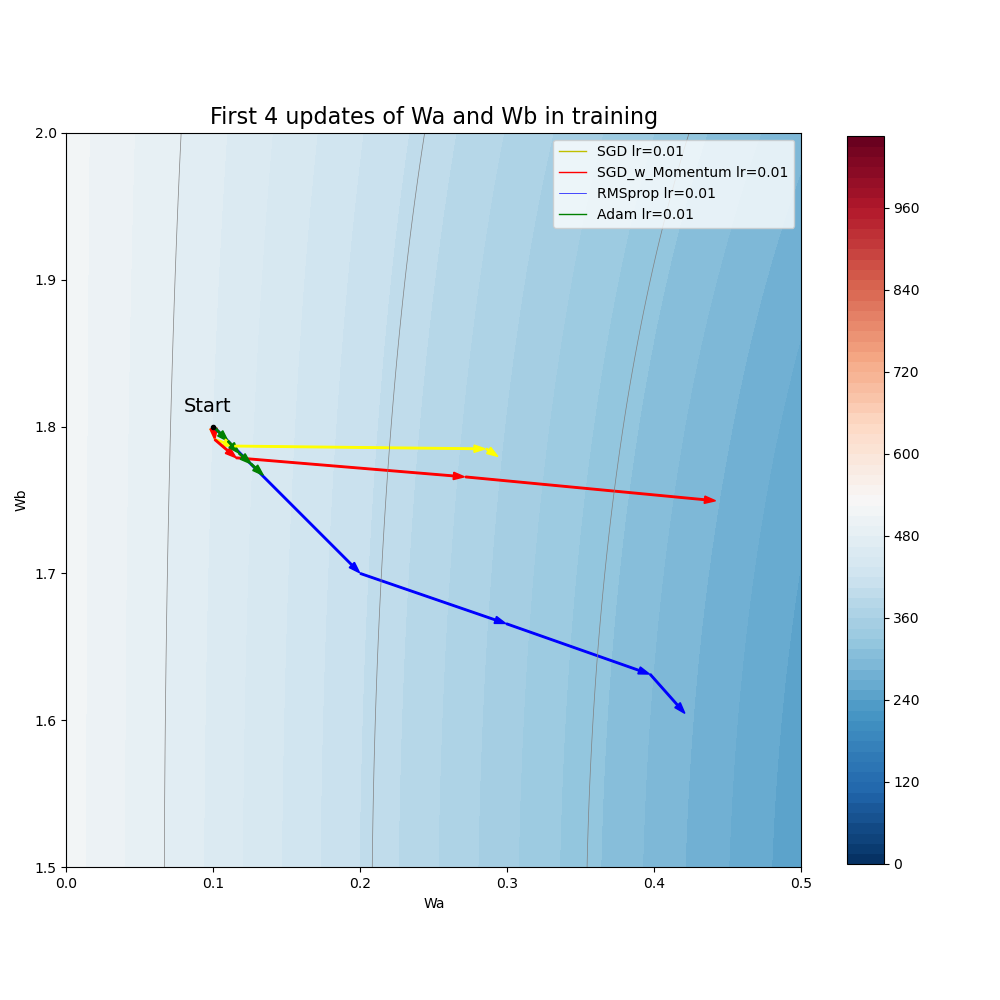 First 4 updates of Wa and Wb in training
2.0
1.9
1.8
1.7
1.6
1.5
Wb
SGD lr=0.01
SGD_w_Momentum lr=0.01
RMSprop lr=0.01
Adam lr=0.01
Start
0.0 0.1 0.2 0.3 0.4 0.5
Wa
960
840
720
600
480
360
240
120
0